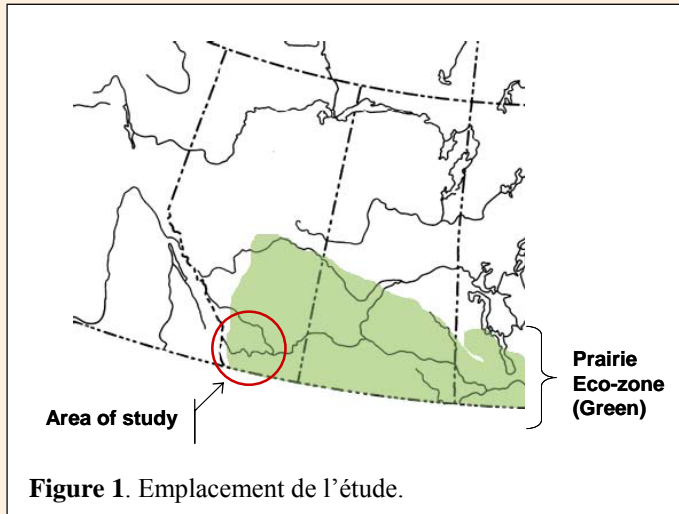 Prairie
Eco-zone
(Green)
Area of study
Figure 1. Emplacement de l’étude.